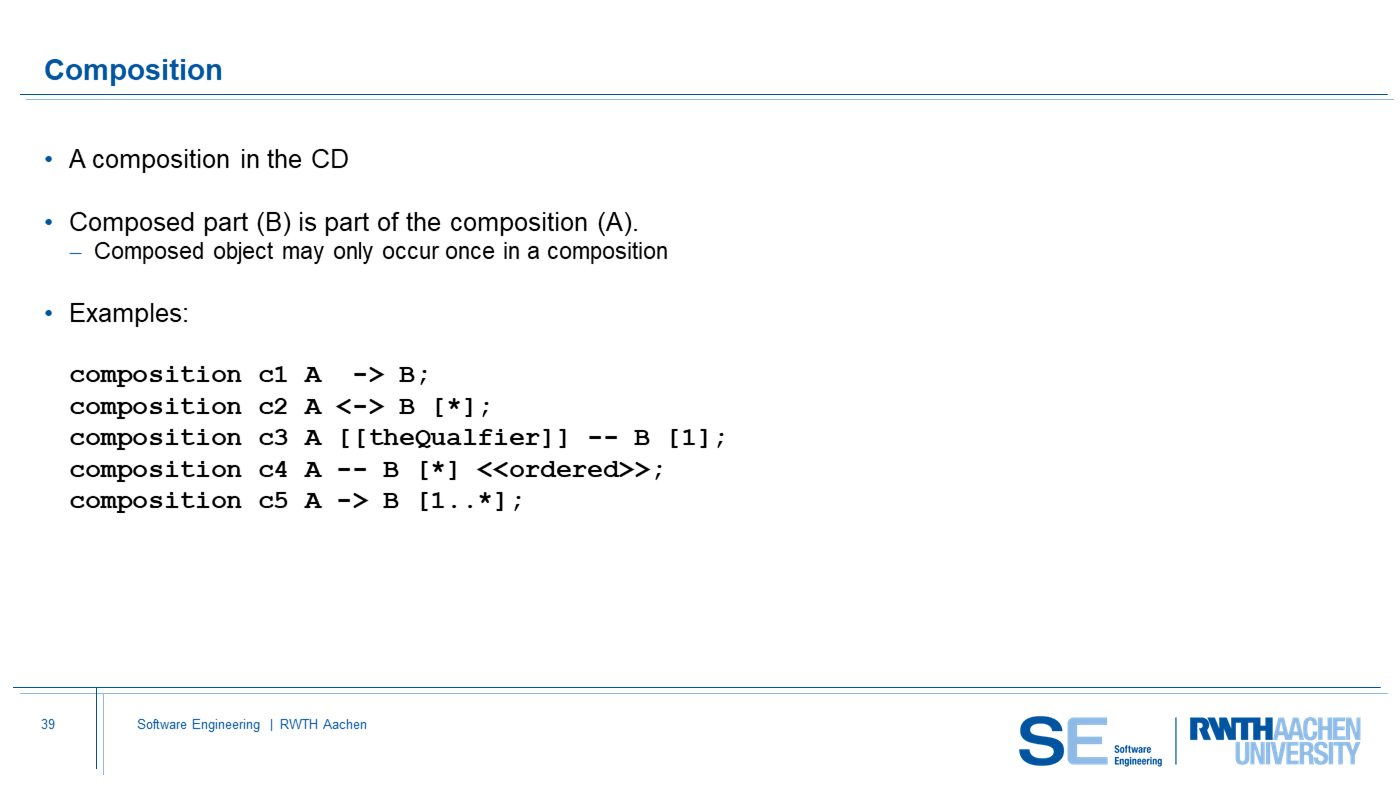 Composition
• A composition in the CD
• Composed part (B) is part of the composition (A).
– Composed object may only occur once in a composition
• Examples:
composition c1 A  -> B;
composition c2 A <-> B [*];
composition c3 A [[theQualfier]] -- B [1];
composition c4 A -- B [*] <<ordered>>;
composition c5 A -> B [1..*];
39
Software Engineering | RWTH Aachen
SE Software
Engineering
RWTHAACHEN
UNIVERSITY